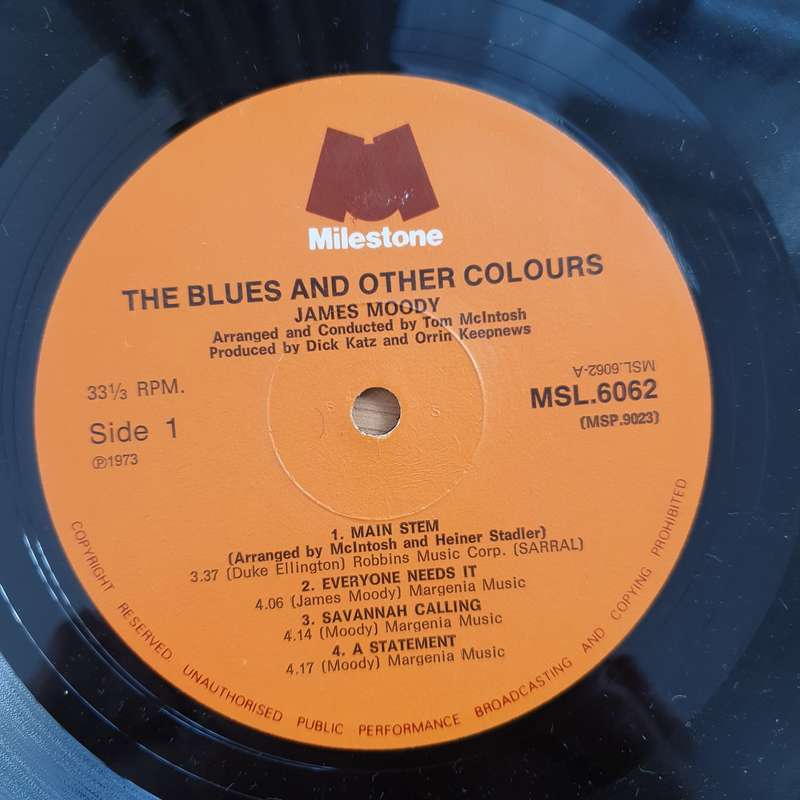 Milestone
THE BLUES AND OTHER COLOURS
JAMES MOODY
Arranged and Conducted by Tom McIntosh
Produced by Dick Katz and Orrin Keepnews
33⅓ RPM.
Side 1
℗1973
MSL.6062-A
MSL.6062
(MSP.9023)
S S
1. MAIN STEM
(Arranged by McIntosh and Heiner Stadler)
3.37 (Duke Ellington) Robbins Music Corp. (SARRAL)
2. EVERYONE NEEDS IT
4.06 (James Moody) Margenia Music
3. SAVANNAH CALLING
4.14 (Moody) Margenia Music
4. A STATEMENT
4.17 (Moody) Margenia Music
COPYRIGHT RESERVED UNAUTHORISED PUBLIC PERFORMANCE BROADCASTING AND COPYING PROHIBITED